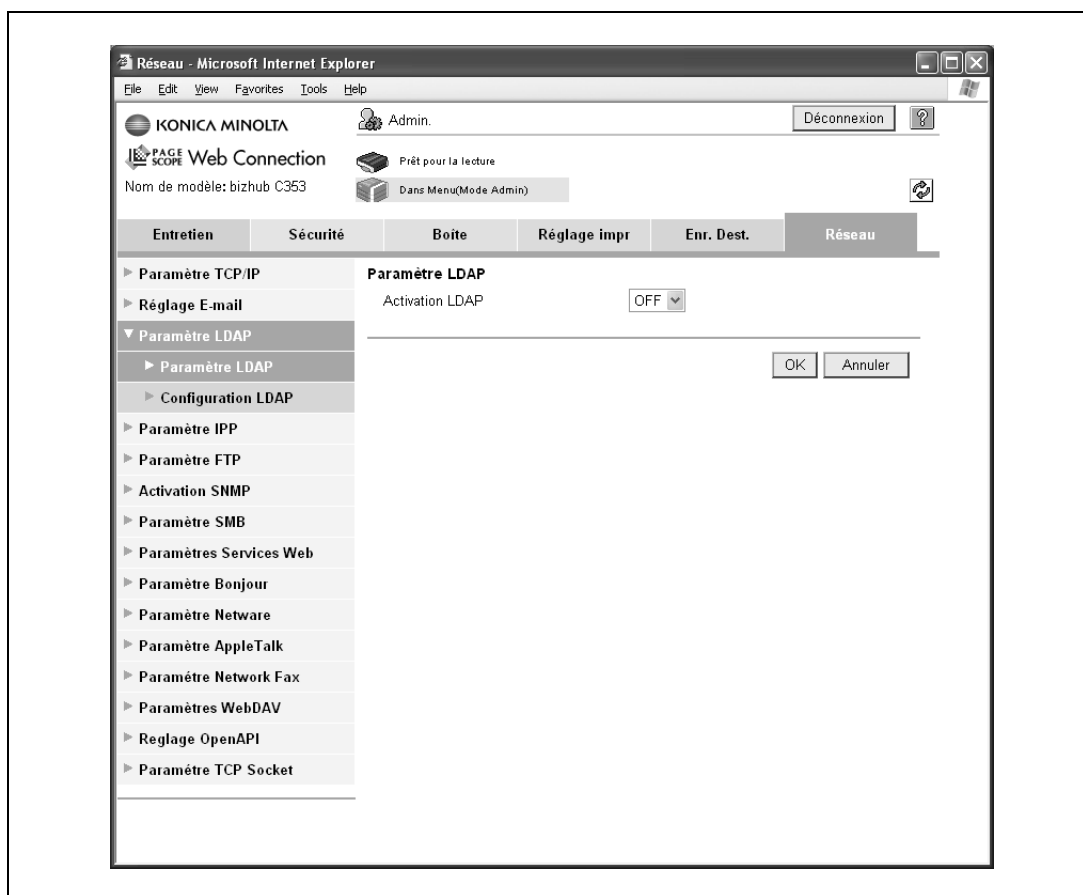 Réseau - Microsoft Internet Explorer
File Edit View Favorites Tools Help
KONICA MINOLTA
Admin.
Déconnexion
?
PAGE SCOPE Web Connection
Prêt pour la lecture
Nom de modèle: bizhub C353
Dans Menu(Mode Admin)
Entretien Sécurité Boîte Réglage impr Enr. Dest. Réseau
Paramètre TCP/IP
Réglage E-mail
Paramètre LDAP
Paramètre LDAP
Configuration LDAP
Paramètre IPP
Paramètre FTP
Activation SNMP
Paramètre SMB
Paramètres Services Web
Paramètre Bonjour
Paramètre Netware
Paramètre AppleTalk
Paramétre Network Fax
Paramètres WebDAV
Reglage OpenAPI
Paramétre TCP Socket
Paramètre LDAP
Activation LDAP OFF
OK Annuler